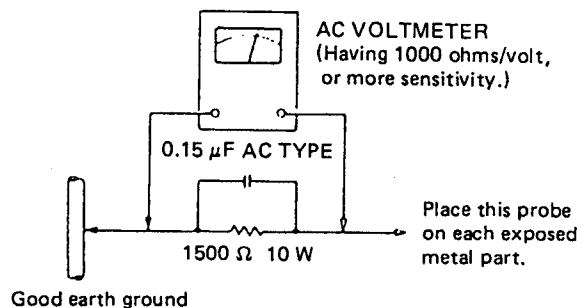 AC VOLTMETER
(Having 1000 ohms/volt,
or more sensitivity.)
0.15 μF AC TYPE
1500 Ω 10 W
Place this probe
on each exposed
metal part.
Good earth ground